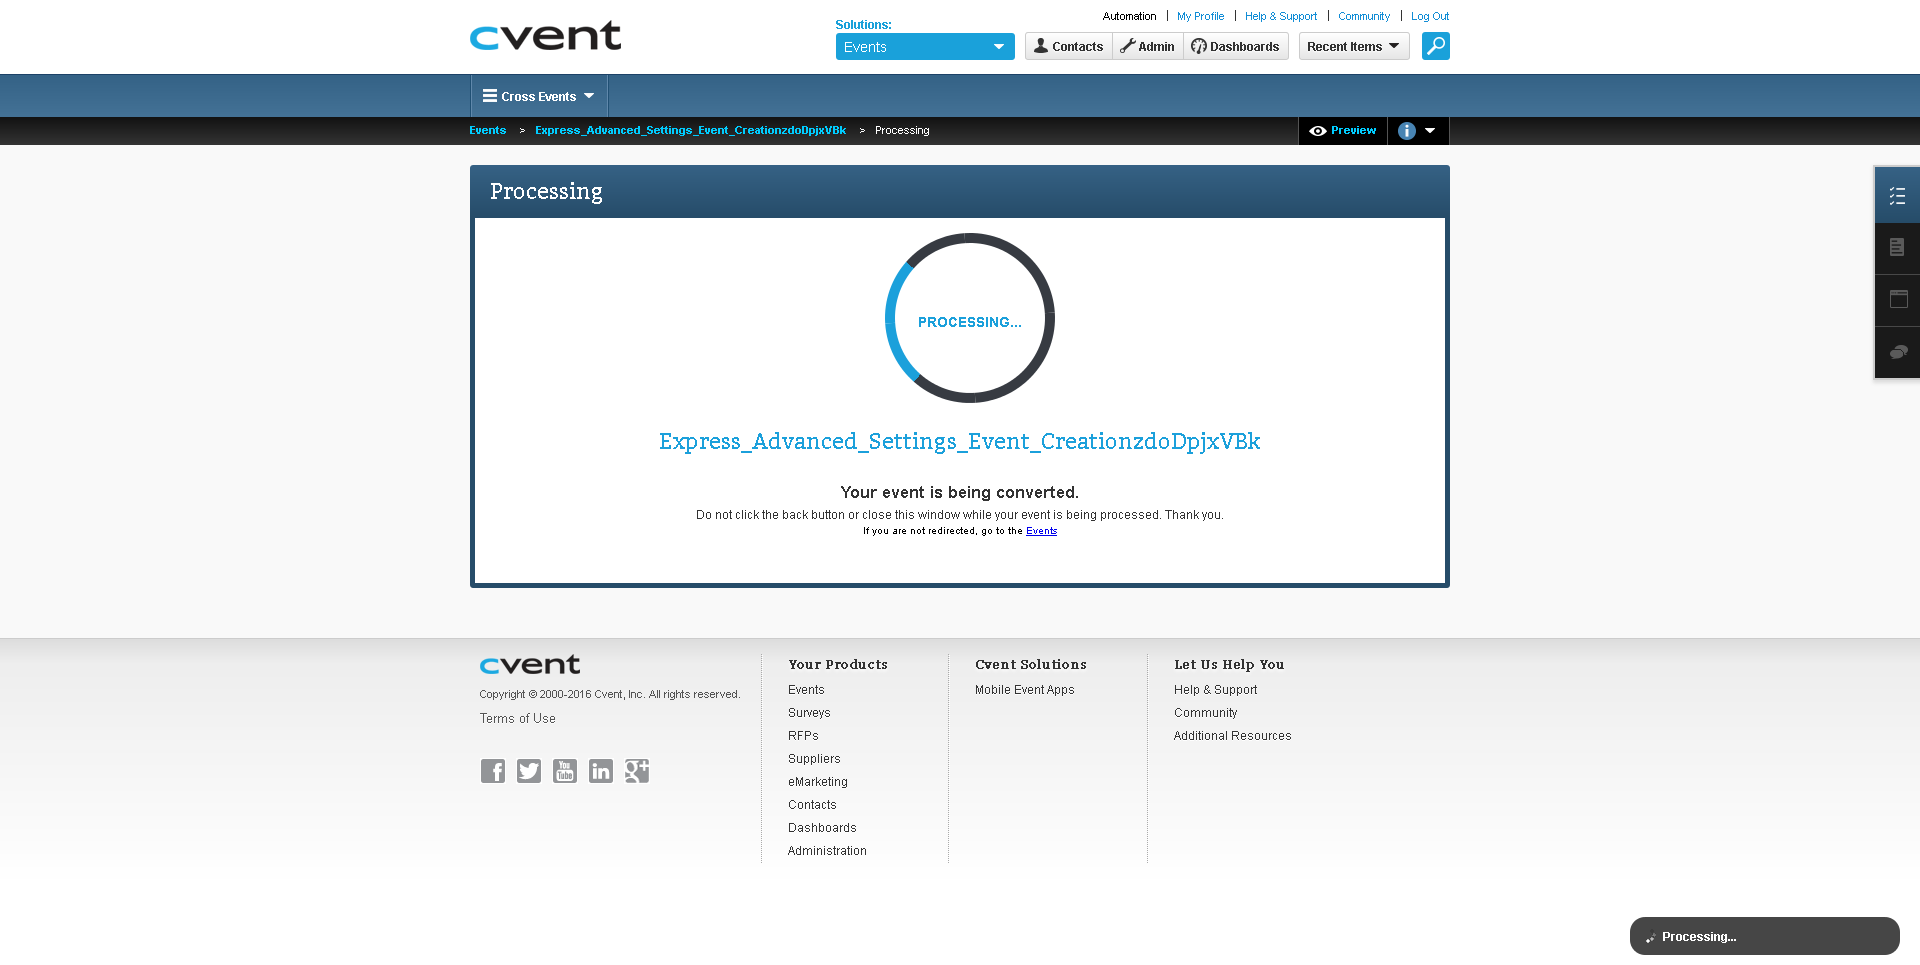 cvent
Automation | My Profile | Help & Support | Community | Log Out
Solutions:
Events
Contacts
Admin
Dashboards
Recent Items
Cross Events
Events > Express_Advanced_Settings_Event_CreationzdoDpjxVBk > Processing
Preview
Processing
PROCESSING...
Express_Advanced_Settings_Event_CreationzdoDpjxVBk
Your event is being converted.
Do not click the back button or close this window while your event is being processed. Thank you.
If you are not redirected, go to the Events
cvent
Copyright © 2000-2016 Cvent, Inc. All rights reserved.
Terms of Use
Your Products
Events
Surveys
RFPs
Suppliers
eMarketing
Contacts
Dashboards
Administration
Cvent Solutions
Mobile Event Apps
Let Us Help You
Help & Support
Community
Additional Resources
You
Tube
in
g+
Processing...